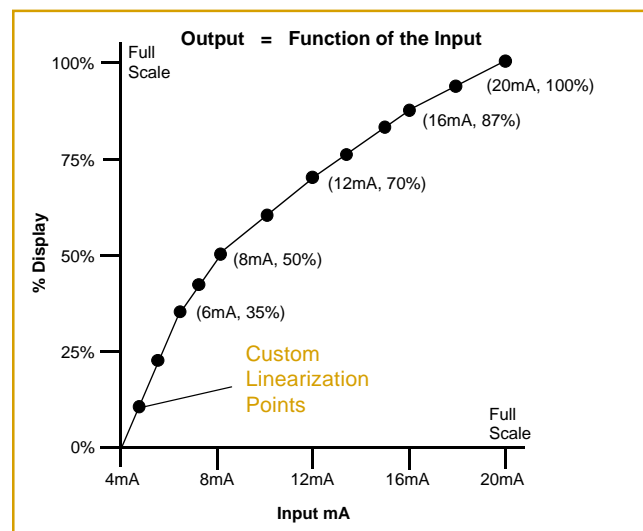 Output = Function of the Input
Full
Scale
100%
(20mA, 100%)
(16mA, 87%)
75%
(12mA, 70%)
% Display
50%
(8mA, 50%)
(6mA, 35%)
25%
Custom
Linearization
Points
Full
Scale
0%
4mA
8mA
12mA
16mA
20mA
Input mA